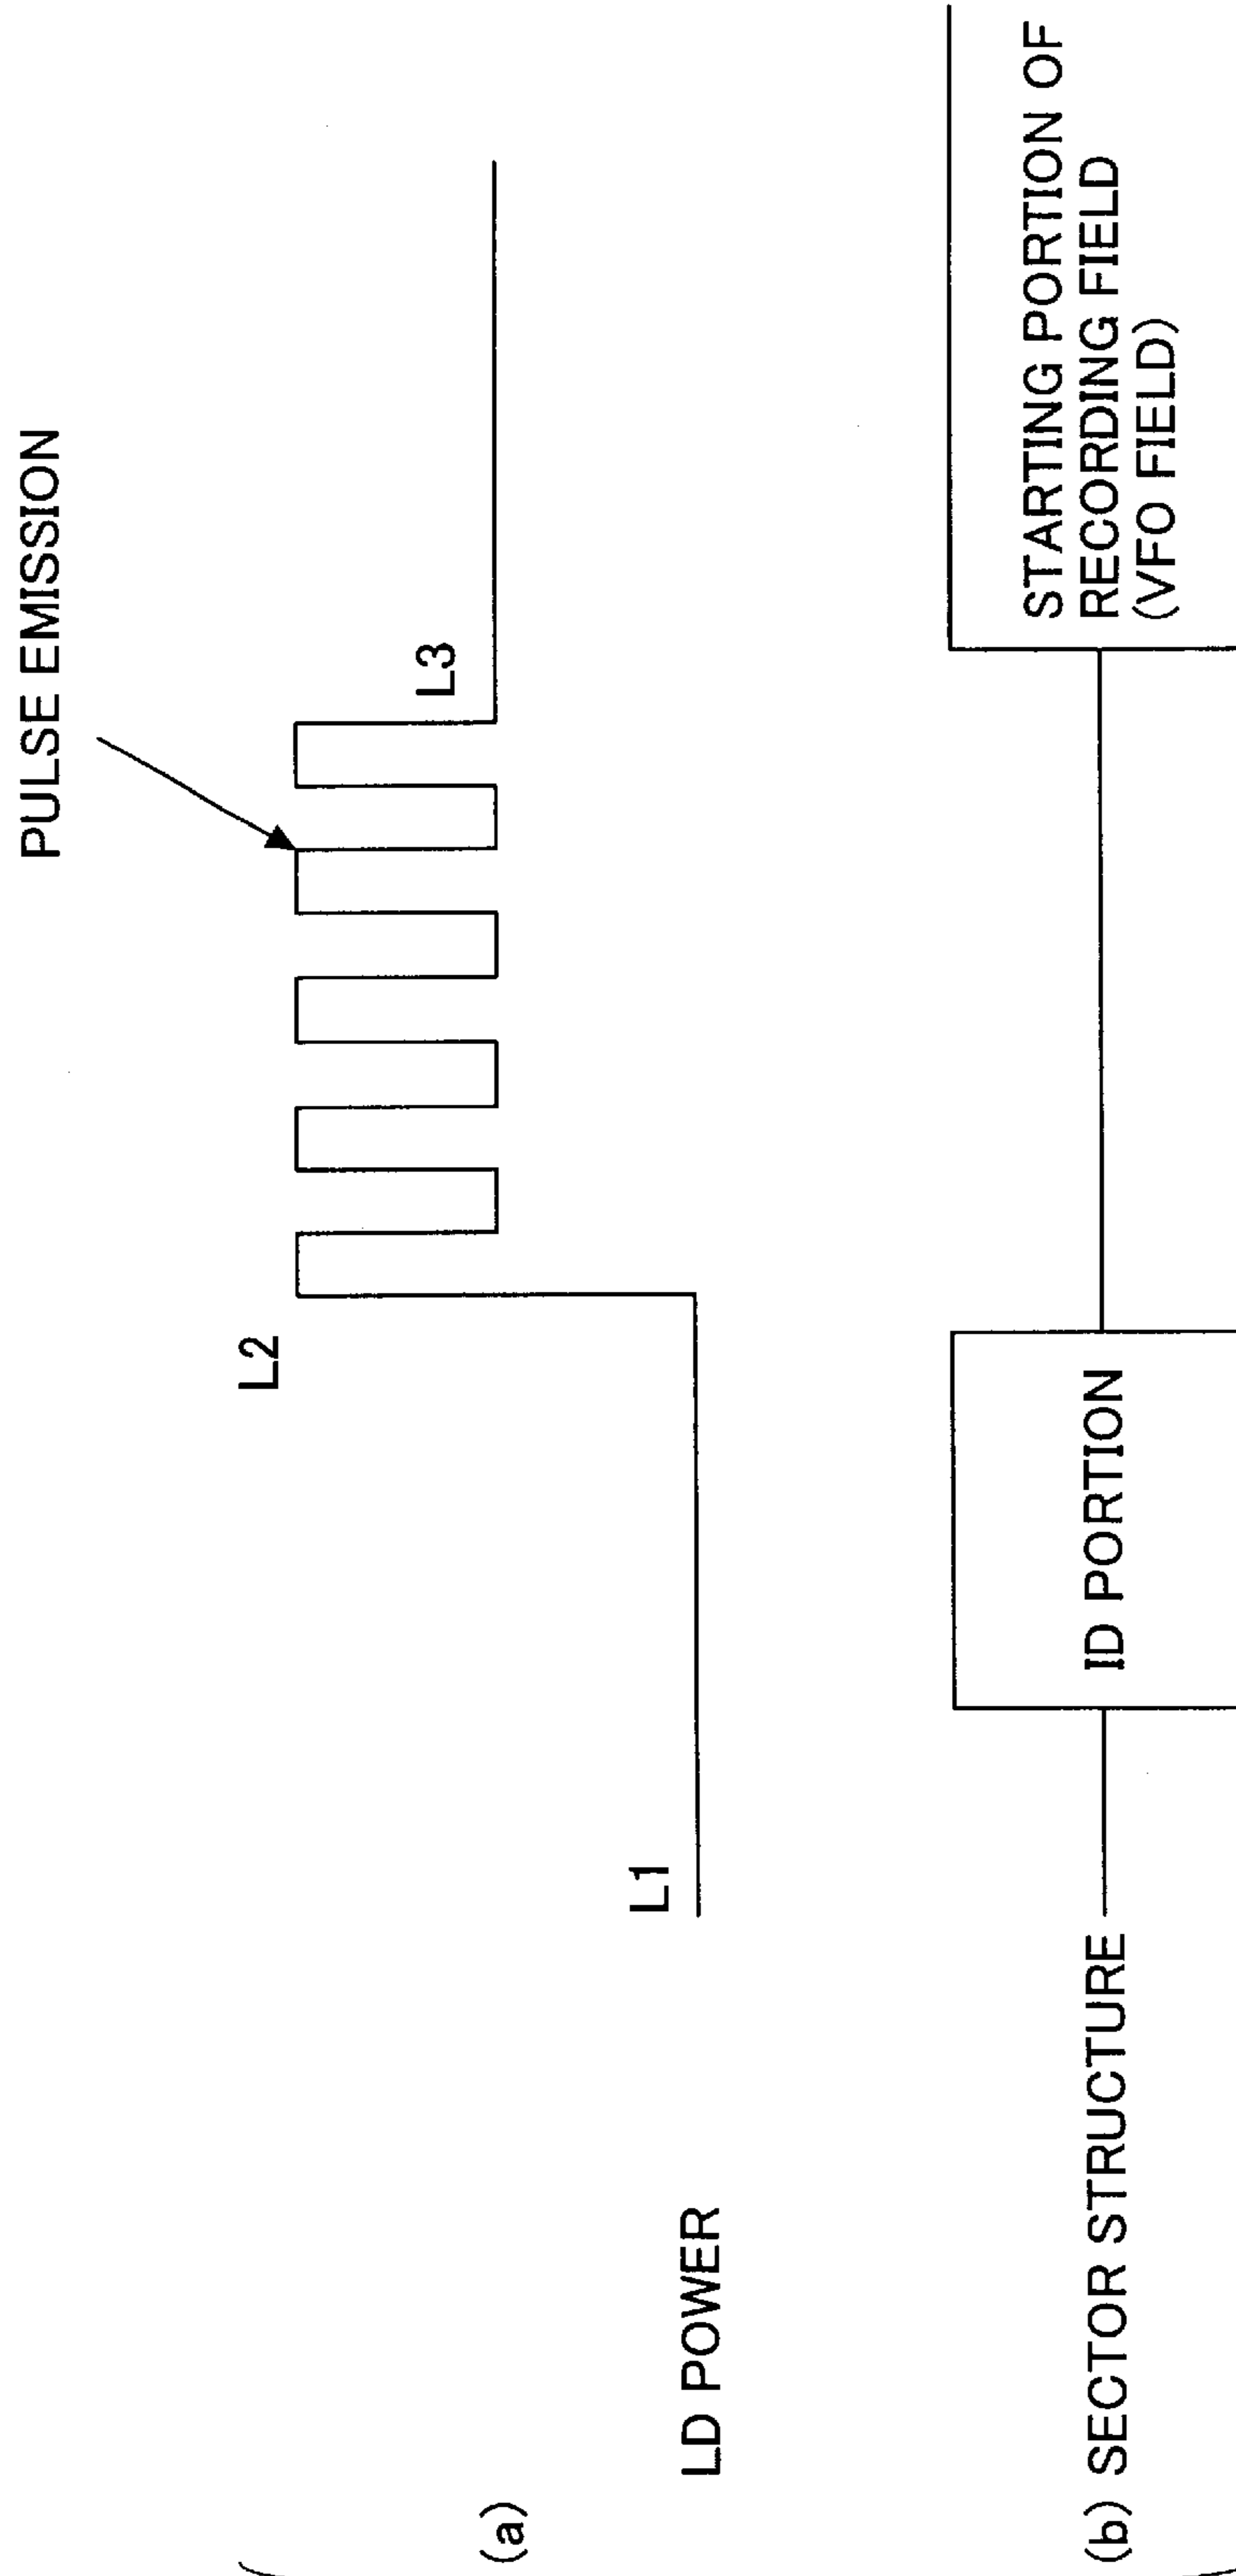 PULSE EMISSION
L2
L3
(a)
L1
LD POWER
STARTING PORTION OF
RECORDING FIELD
(VFO FIELD)
ID PORTION
(b) SECTOR STRUCTURE